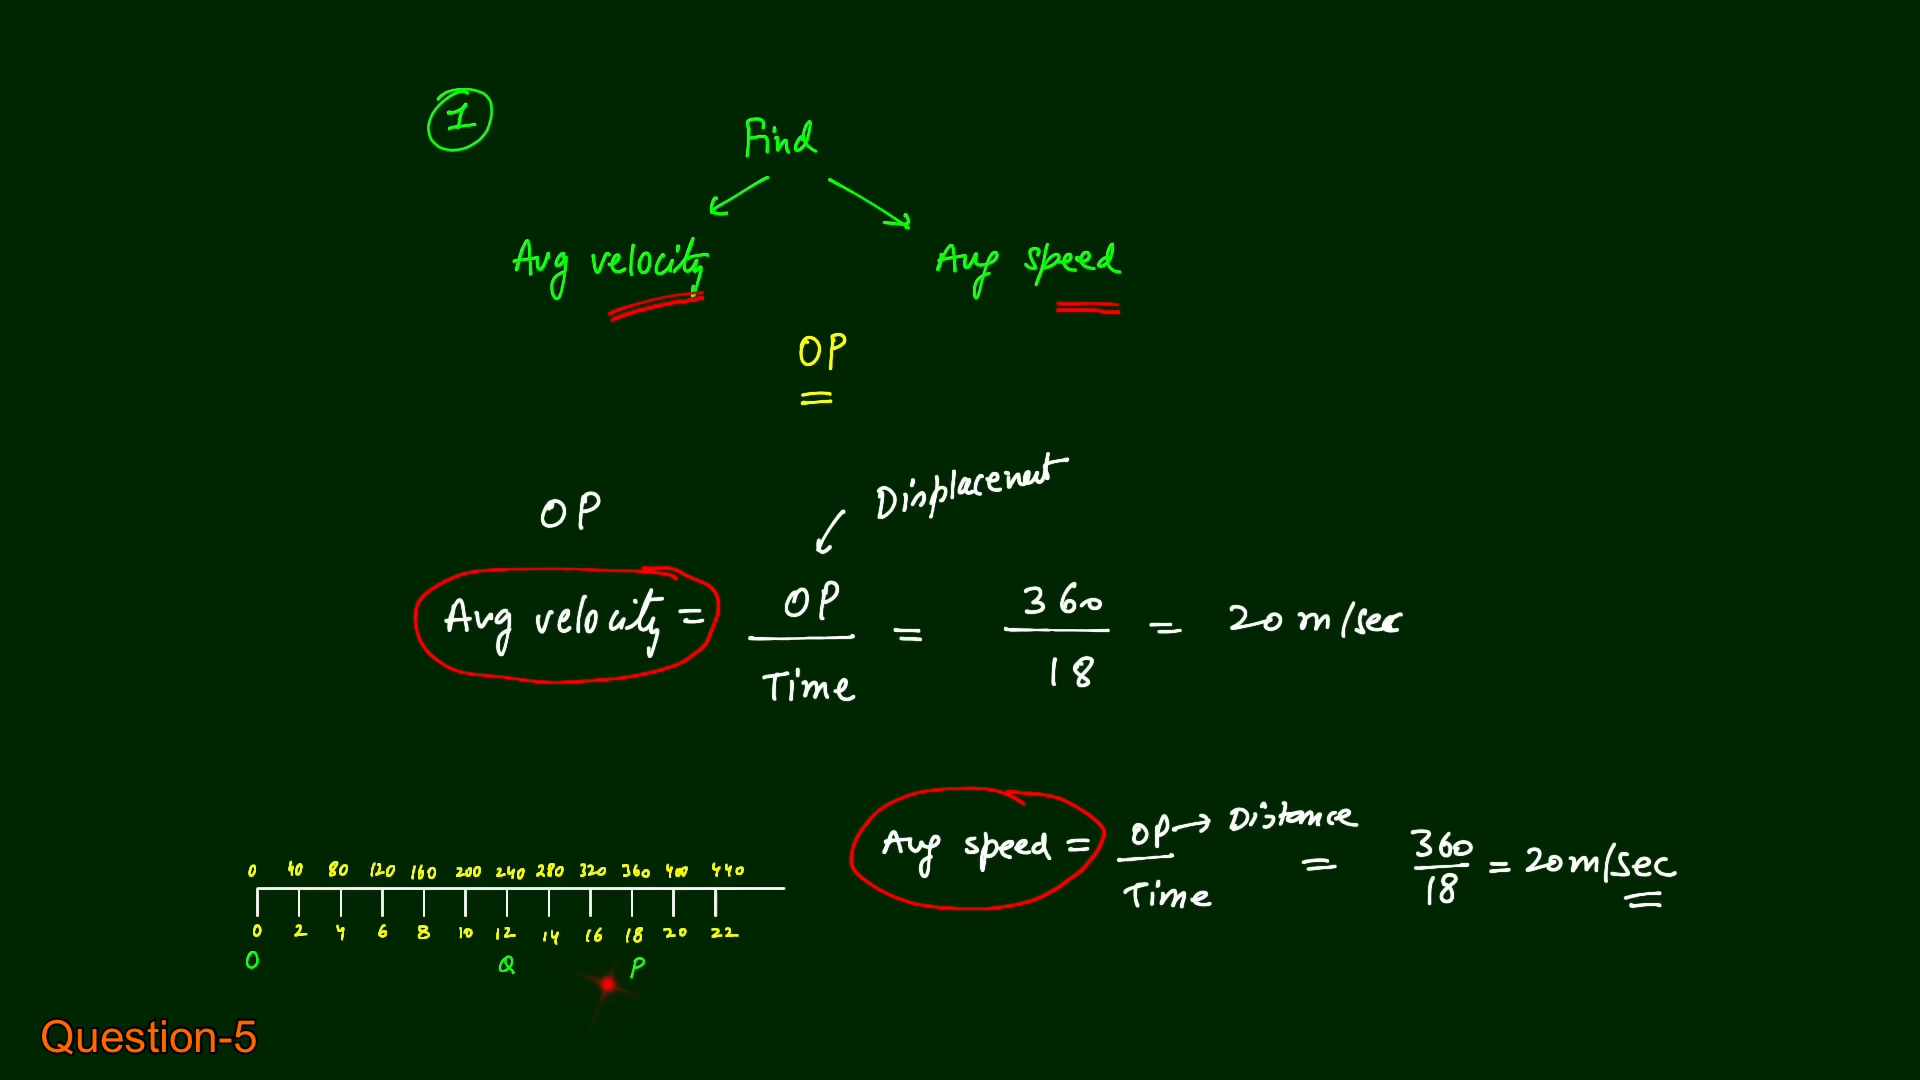 1
Find
Avg velocity Avg speed
OP
OP
Displacement
Avg velocity = OP / Time = 360 / 18 = 20 m/sec
Avg speed = OP → Distance / Time = 360 / 18 = 20 m/sec
0 40 80 120 160 200 240 280 320 360 400 440
0 2 4 6 8 10 12 14 16 18 20 22
O Q P
Question-5